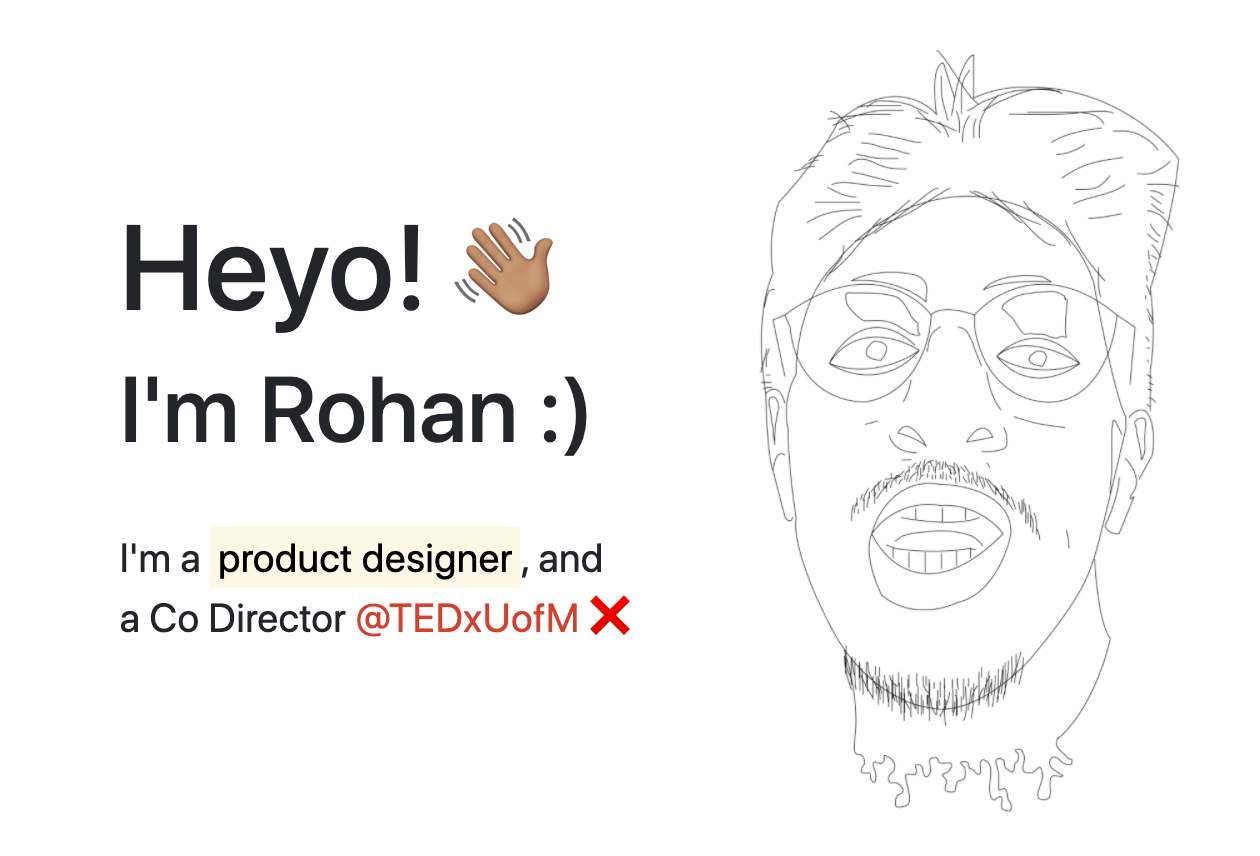 Heyo! 👋🏽
I'm Rohan :)
I'm a product designer, and
a Co Director @TEDxUofM ❌